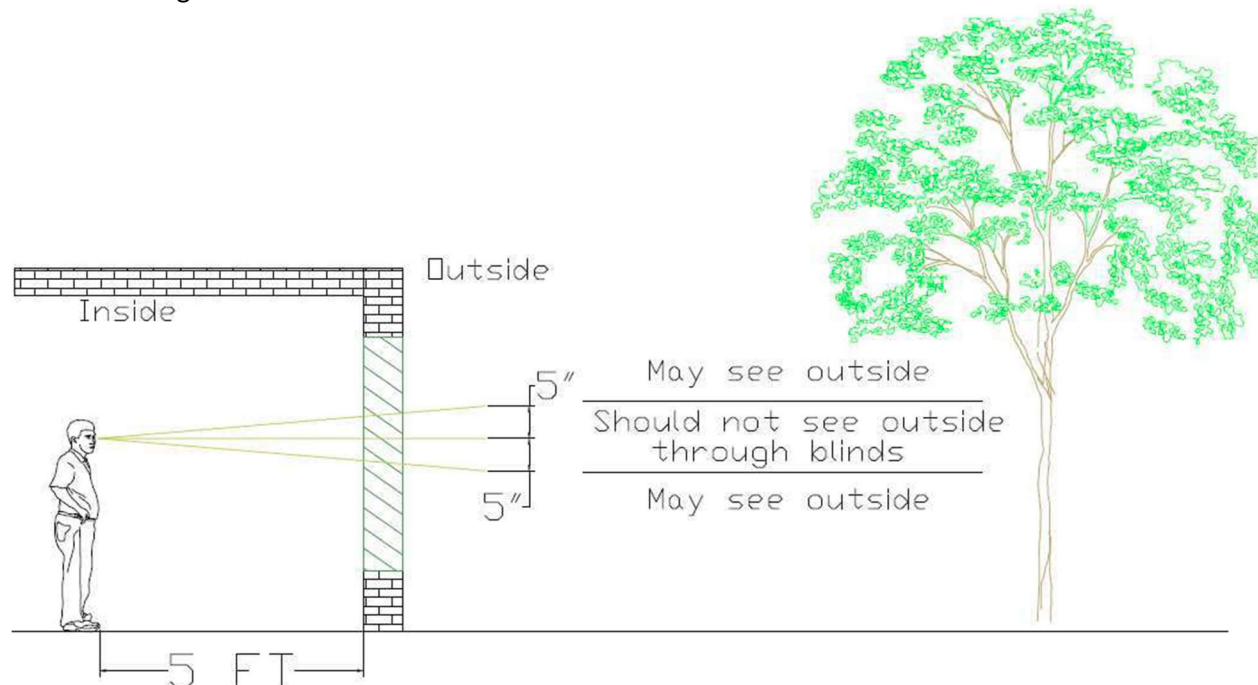 Outside
Inside
May see outside
5"
Should not see outside
through blinds
May see outside
5"
5 FT